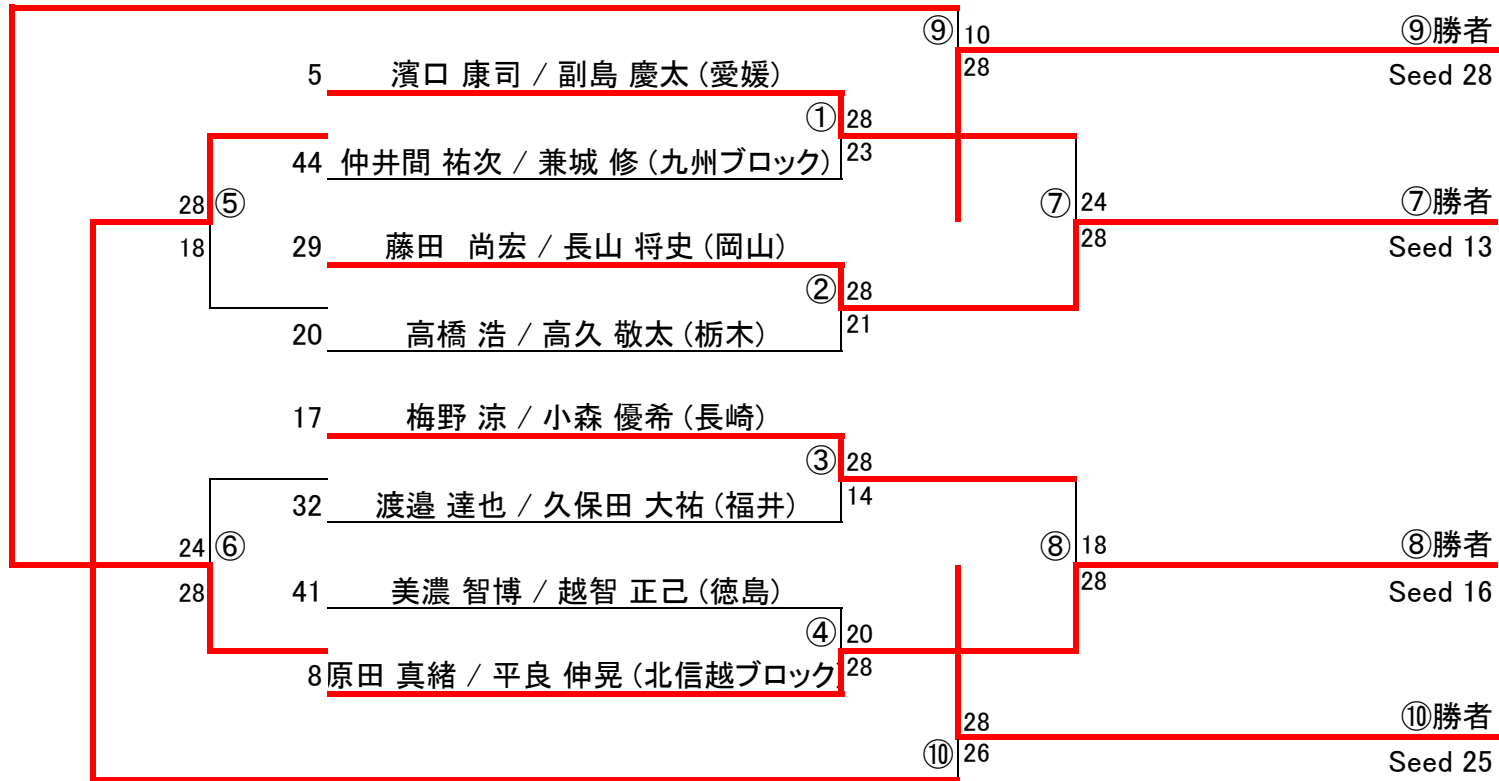 ⑨ 10 ⑨勝者
28 Seed 28
5 濱口 康司 / 副島 慶太 (愛媛)
① 28
44 仲井間 祐次 / 兼城 修 (九州ブロック) 23
28 ⑤ ⑦ 24 ⑦勝者
18 29 藤田 尚宏 / 長山 将史 (岡山) 28 Seed 13
② 28
20 高橋 浩 / 高久 敬太 (栃木) 21
17 梅野 涼 / 小森 優希 (長崎)
③ 28
32 渡邉 達也 / 久保田 大祐 (福井) 14
24 ⑥ ⑧ 18 ⑧勝者
28 41 美濃 智博 / 越智 正己 (徳島) 28 Seed 16
④ 20
8 原田 真緒 / 平良 伸晃 (北信越ブロック) 28
28 ⑩勝者
⑩ 26 Seed 25